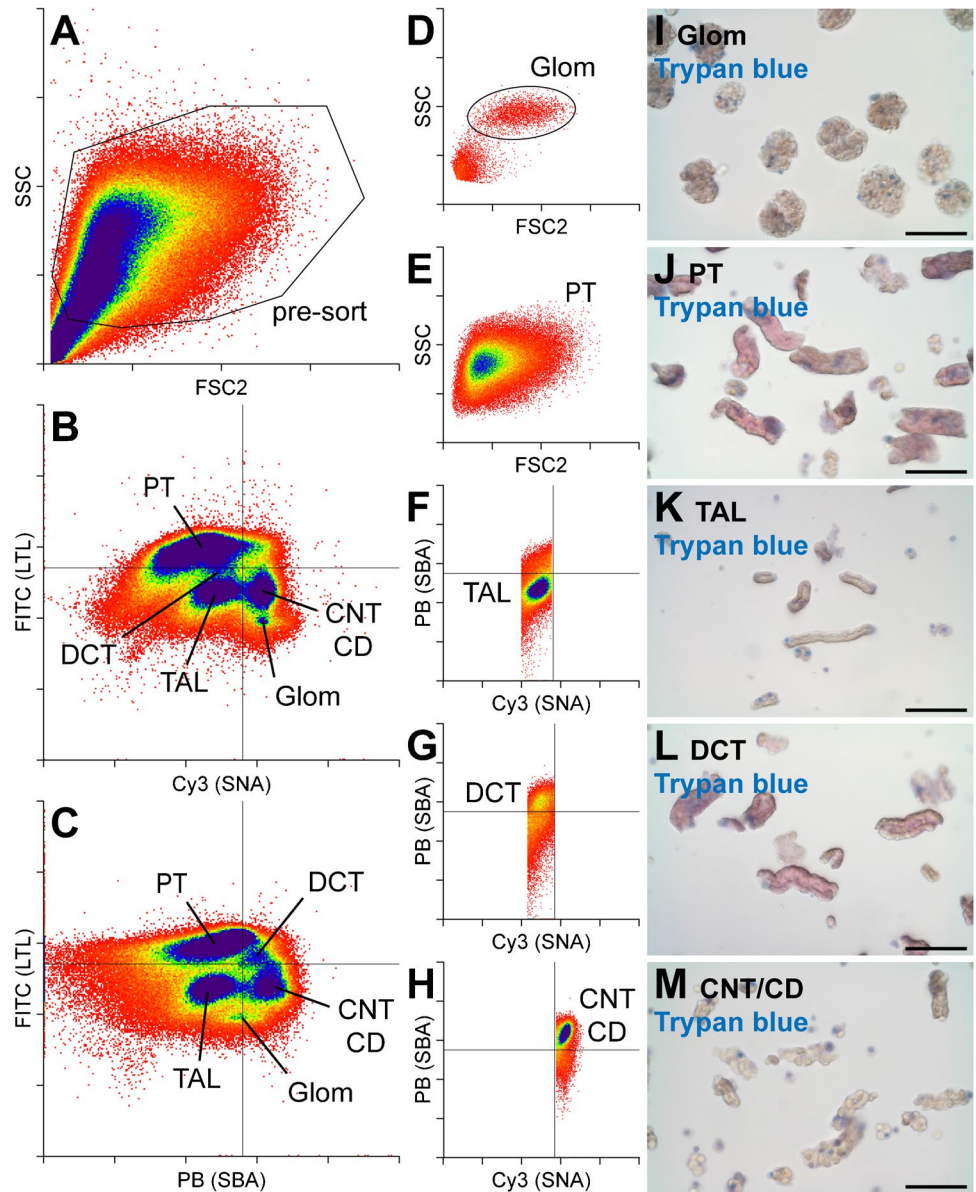 A
SSC
pre-sort
FSC2
B
FITC (LTL)
PT
DCT
TAL
CNT
CD
Glom
Cy3 (SNA)
C
FITC (LTL)
PT
DCT
CNT
CD
TAL
Glom
PB (SBA)
D
SSC
Glom
FSC2
E
SSC
PT
FSC2
F
PB (SBA)
TAL
Cy3 (SNA)
G
PB (SBA)
DCT
Cy3 (SNA)
H
PB (SBA)
CNT
CD
Cy3 (SNA)
I Glom
Trypan blue
J PT
Trypan blue
K TAL
Trypan blue
L DCT
Trypan blue
M CNT/CD
Trypan blue